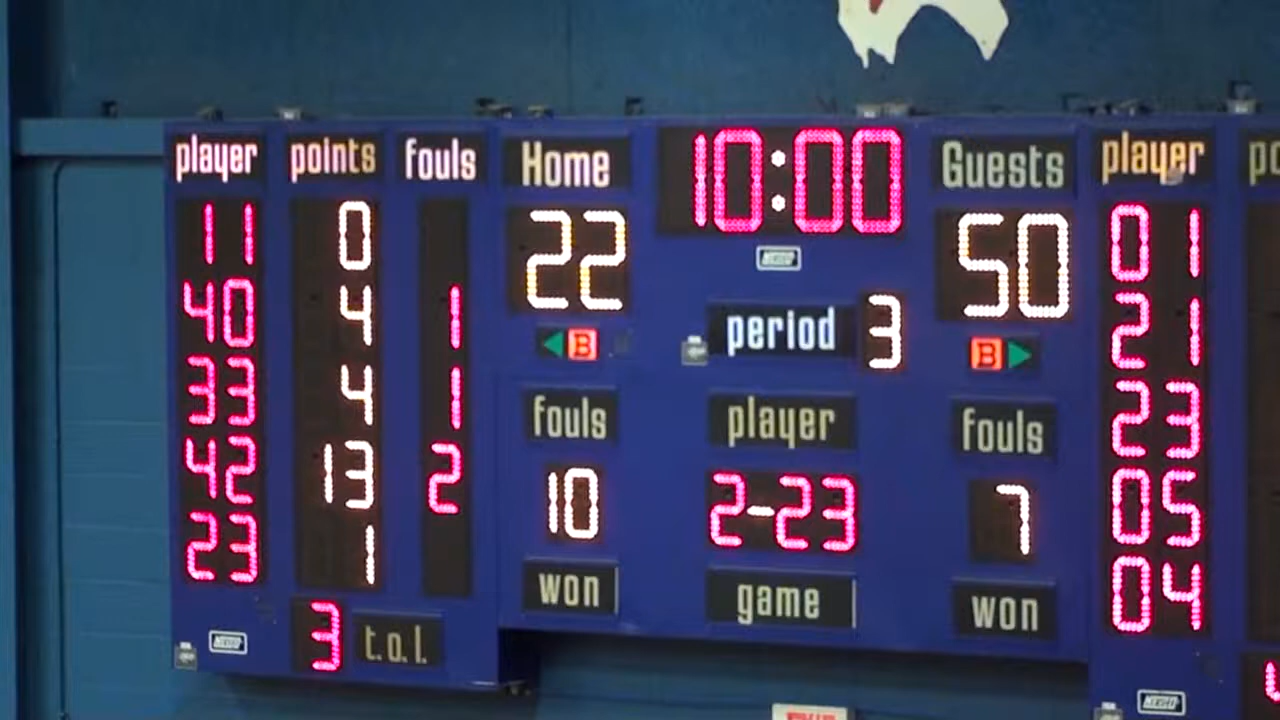 player points fouls Home 10:00 Guests player
11 0 22 50 01
40 4 1 period 3 B B 21
33 4 1 fouls player fouls 23
42 13 2 10 2-23 7 05
23 1 won game won 04
3 t.o.l.